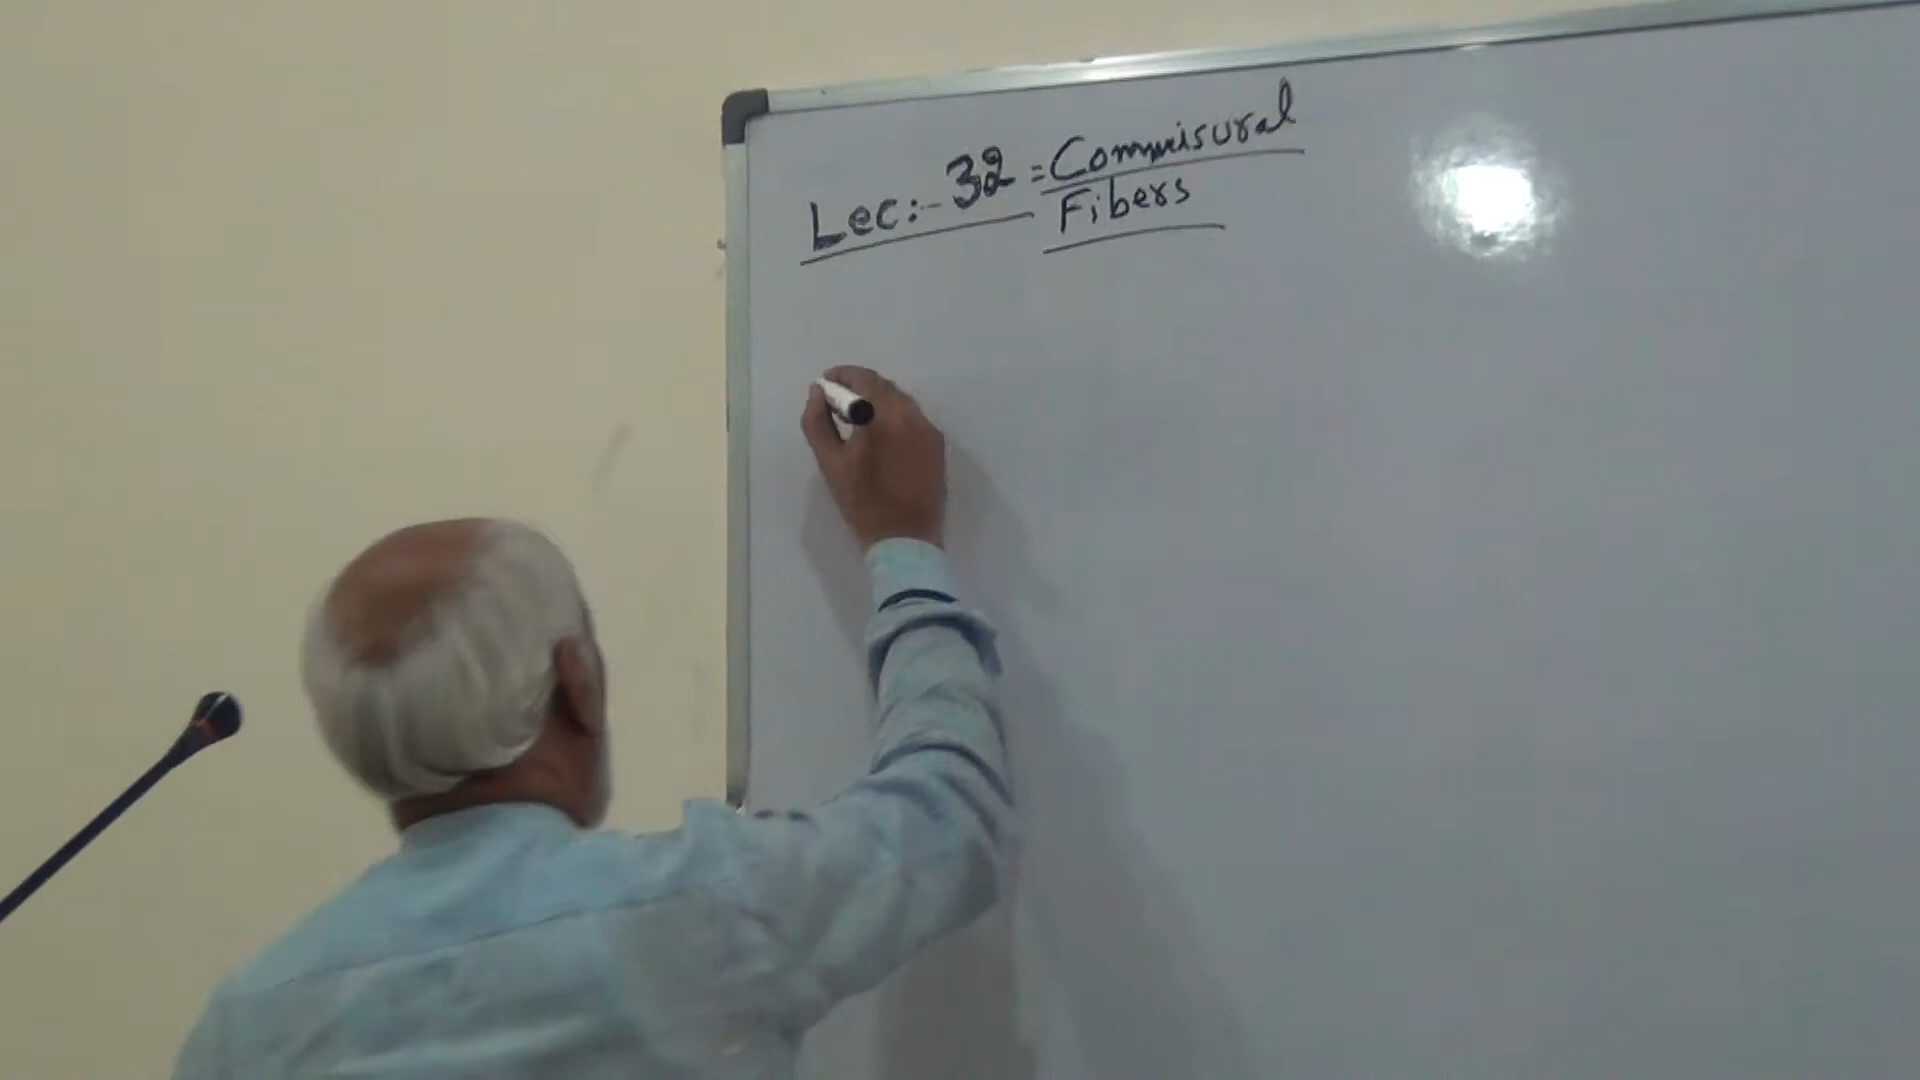 Lec:- 32 = Commisural
Fibers